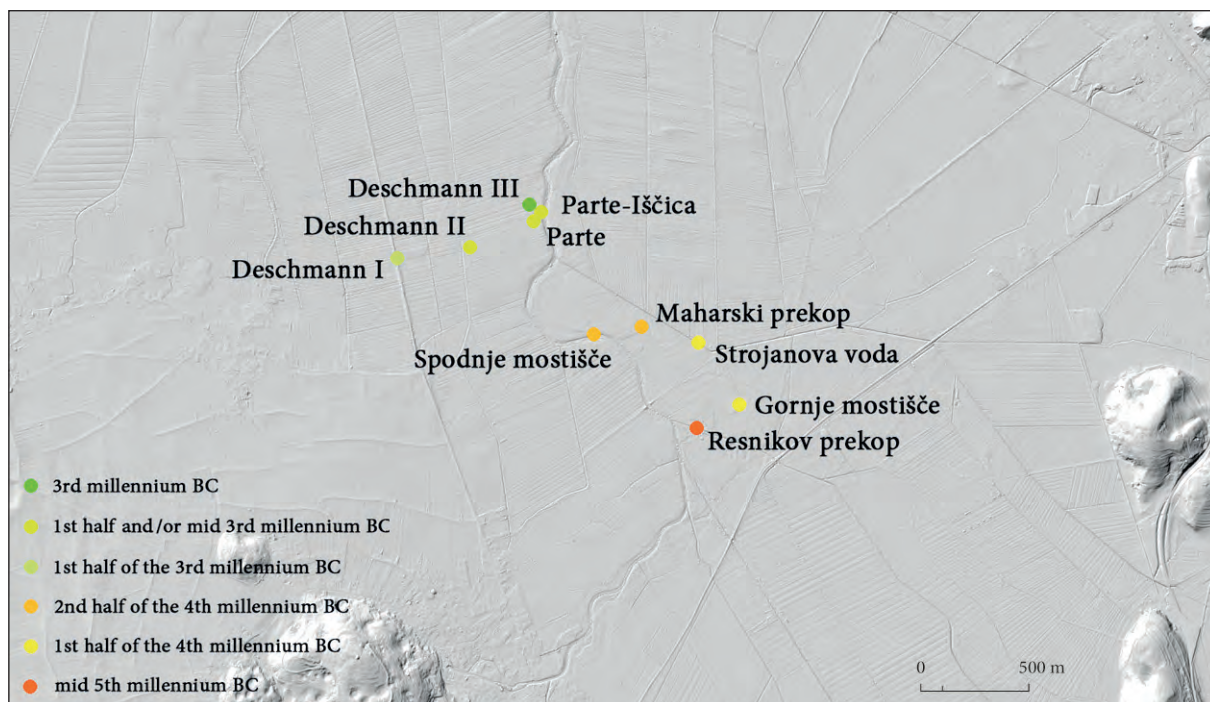 Deschmann III
Parte-Iščica
Deschmann II
Parte
Deschmann I
Maharski prekop
Spodnje mostišče
Strojanova voda
Gornje mostišče
Resnikov prekop
3rd millennium BC
1st half and/or mid 3rd millennium BC
1st half of the 3rd millennium BC
2nd half of the 4th millennium BC
1st half of the 4th millennium BC
mid 5th millennium BC
0 500 m